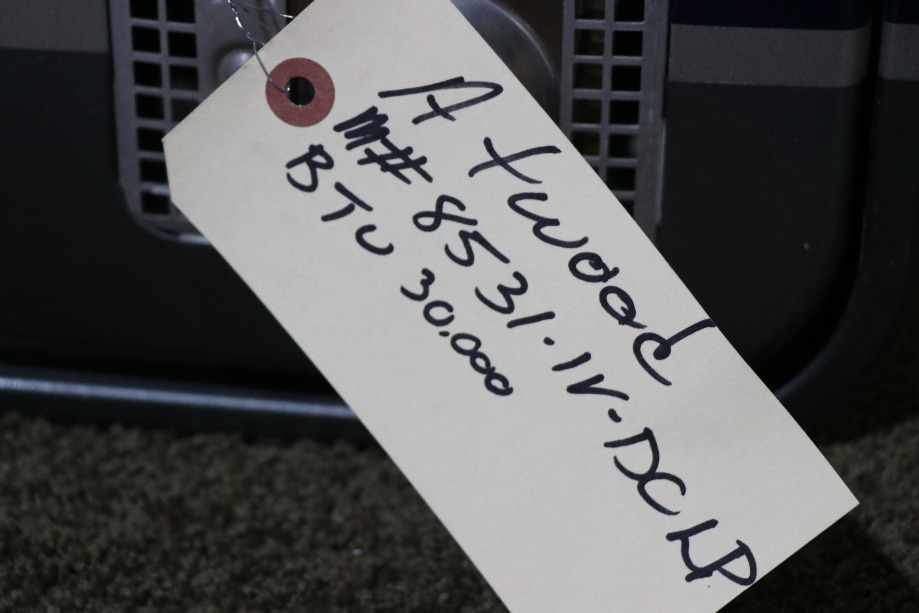 Atwood
M# 8531.IV.DCLP
BTU 30.000